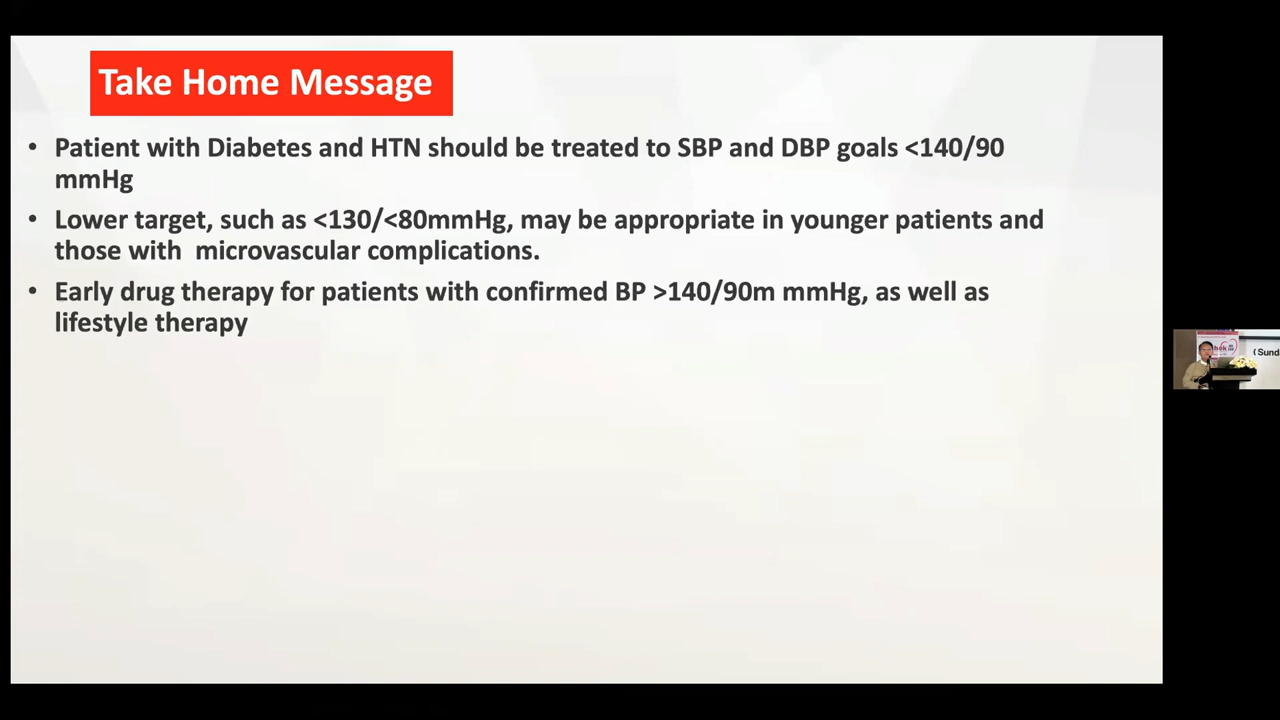 Take Home Message
• Patient with Diabetes and HTN should be treated to SBP and DBP goals <140/90
mmHg
• Lower target, such as <130/<80mmHg, may be appropriate in younger patients and
those with microvascular complications.
• Early drug therapy for patients with confirmed BP >140/90m mmHg, as well as
lifestyle therapy
(Sund